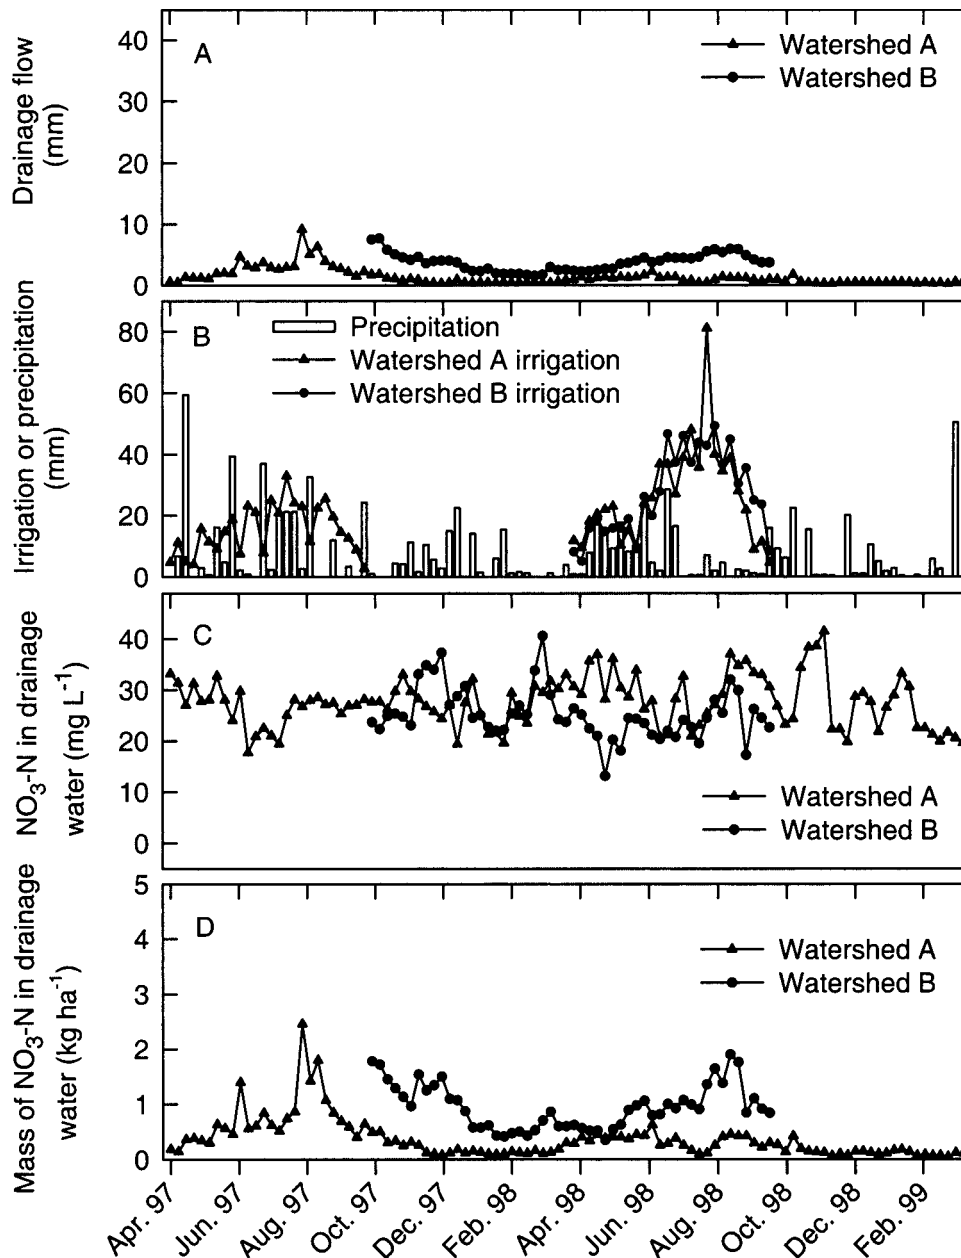 Drainage flow
(mm)
40
30
20
10
0
A
Watershed A
Watershed B
Irrigation or precipitation
(mm)
80
60
40
20
0
B
Precipitation
Watershed A irrigation
Watershed B irrigation
NO3-N in drainage
water (mg L-1)
40
30
20
10
0
C
Watershed A
Watershed B
Mass of NO3-N in drainage
water (kg ha-1)
5
4
3
2
1
0
D
Watershed A
Watershed B
Apr. 97
Jun. 97
Aug. 97
Oct. 97
Dec. 97
Feb. 98
Apr. 98
Jun. 98
Aug. 98
Oct. 98
Dec. 98
Feb. 99